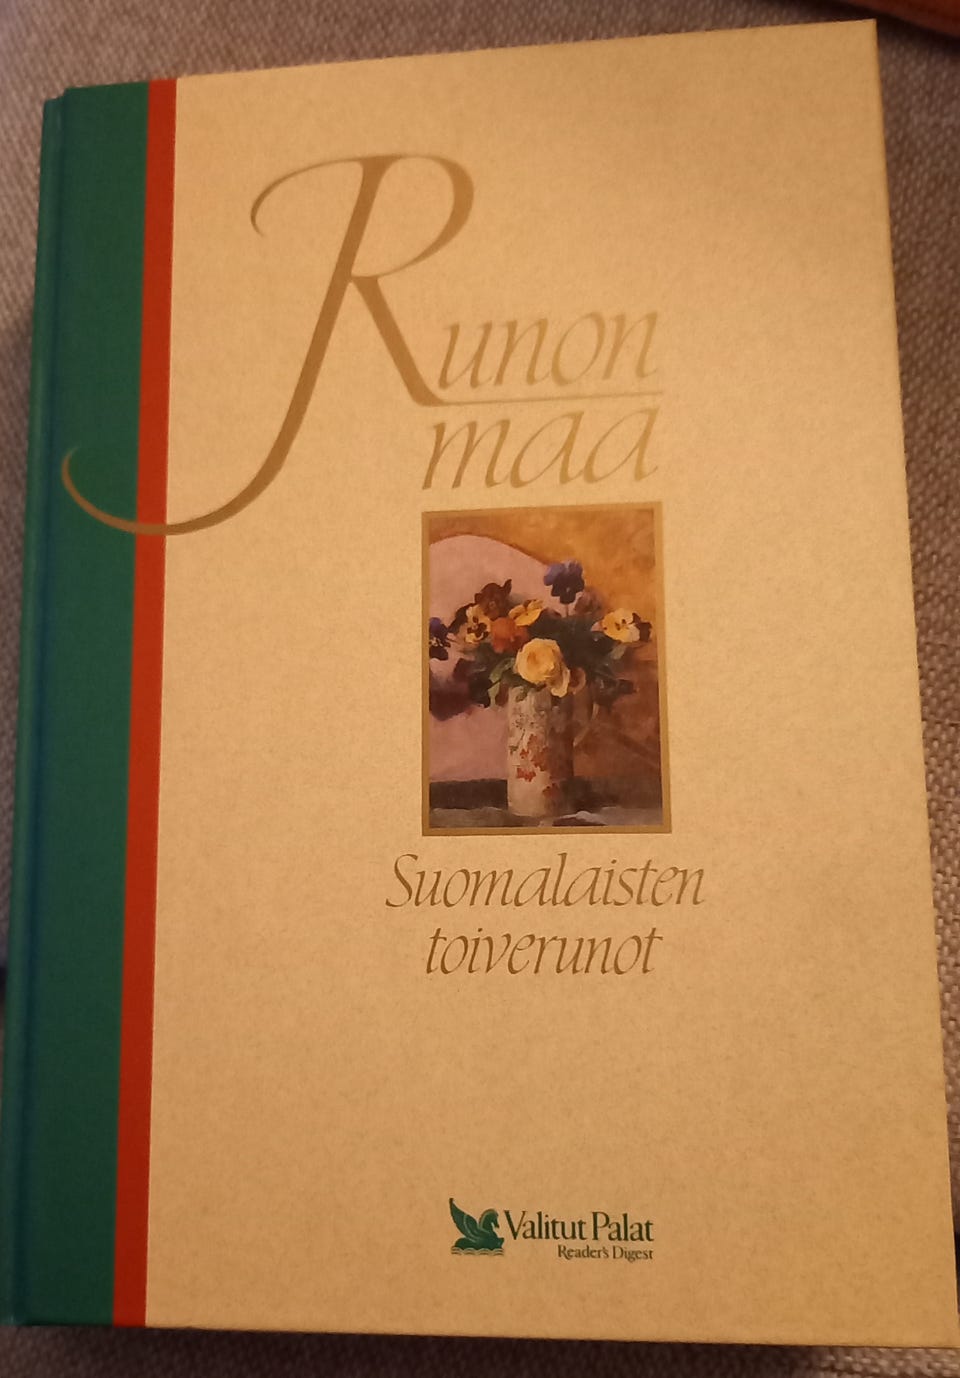 Runon
maa
Suomalaisten
toiverunot
Valitut Palat
Reader's Digest